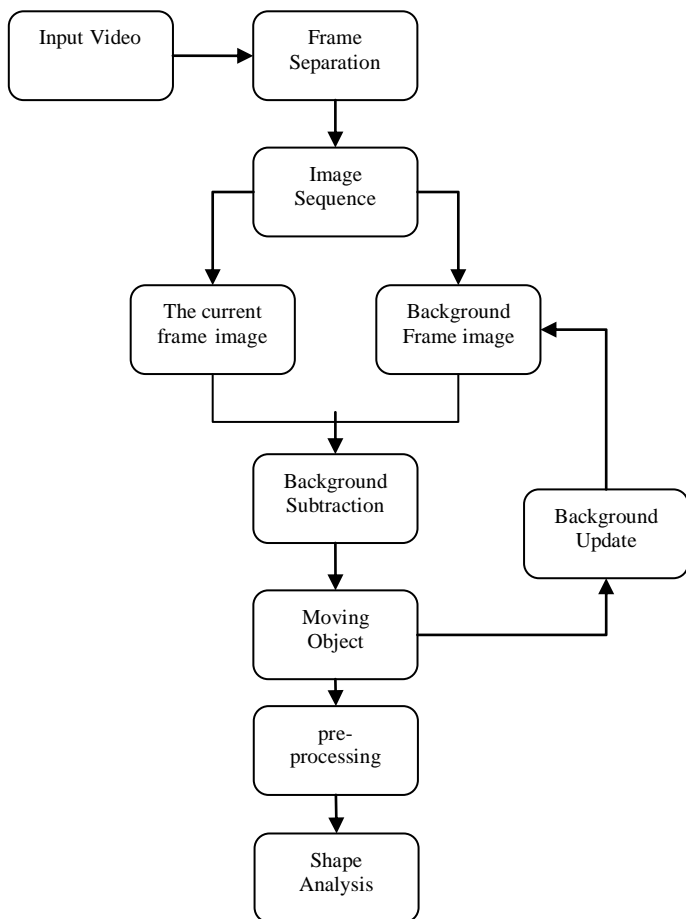 Input Video
Frame
Separation
Image
Sequence
The current
frame image
Background
Frame image
Background
Subtraction
Background
Update
Moving
Object
pre-
processing
Shape
Analysis